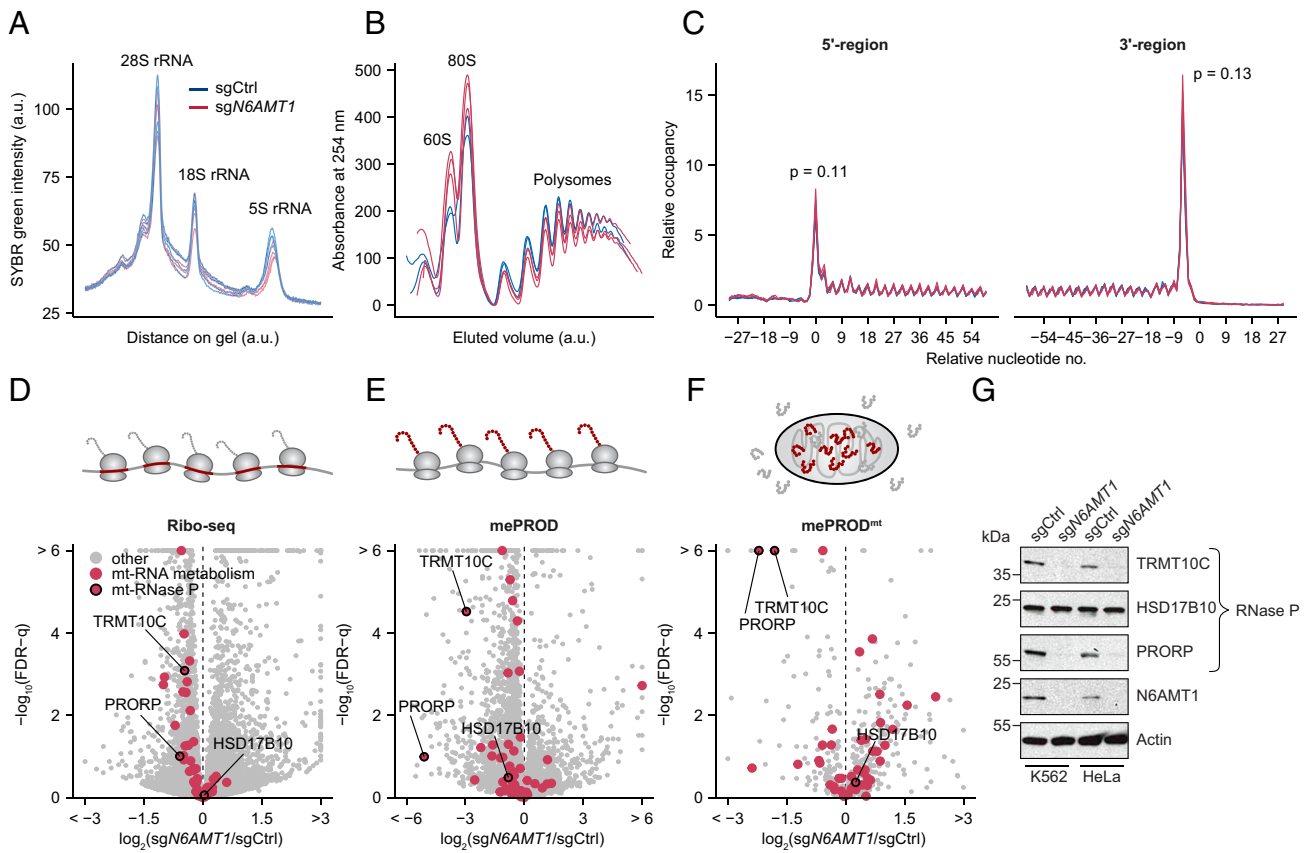 A
B
C
5'-region
3'-region
28S rRNA
sgCtrl
sgN6AMT1
18S rRNA
5S rRNA
SYBR green intensity (a.u.)
100
75
50
25
Distance on gel (a.u.)
80S
60S
Polysomes
Absorbance at 254 nm
500
400
300
200
100
0
Eluted volume (a.u.)
p = 0.11
p = 0.13
Relative occupancy
15
10
5
0
−27 −18 −9 0 9 18 27 36 45 54
−54 −45 −36 −27 −18 −9 0 9 18 27
Relative nucleotide no.
D
E
F
G
Ribo-seq
other
mt-RNA metabolism
mt-RNase P
TRMT10C
PRORP
HSD17B10
−log10(FDR−q)
> 6
4
2
0
< −3 0 >3
log2(sgN6AMT1/sgCtrl)
mePROD
TRMT10C
PRORP
HSD17B10
−log10(FDR−q)
> 6
4
2
0
< −6 −3 0 3 > 6
log2(sgN6AMT1/sgCtrl)
mePRODmt
TRMT10C
PRORP
HSD17B10
−log10(FDR−q)
> 6
4
2
0
< −3 −1.5 0 1.5 >3
log2(sgN6AMT1/sgCtrl)
sgCtrl
sgN6AMT1
sgCtrl
sgN6AMT1
kDa
35
TRMT10C
25
15
HSD17B10
RNase P
55
PRORP
25
15
N6AMT1
55
Actin
K562 HeLa